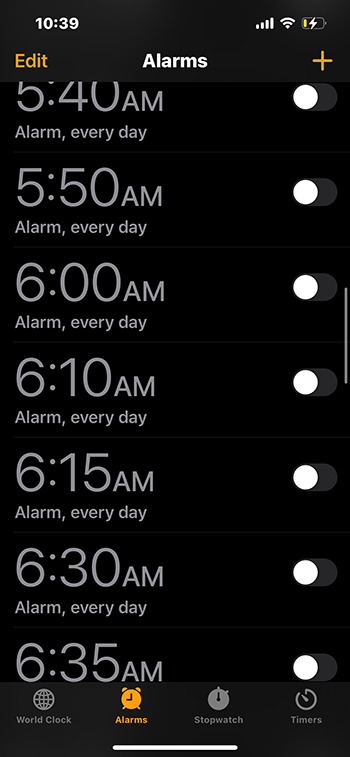 10:39
Edit Alarms +
5:40AM
Alarm, every day
5:50AM
Alarm, every day
6:00AM
Alarm, every day
6:10AM
Alarm, every day
6:15AM
Alarm, every day
6:30AM
Alarm, every day
6:35AM
World Clock Alarms Stopwatch Timers